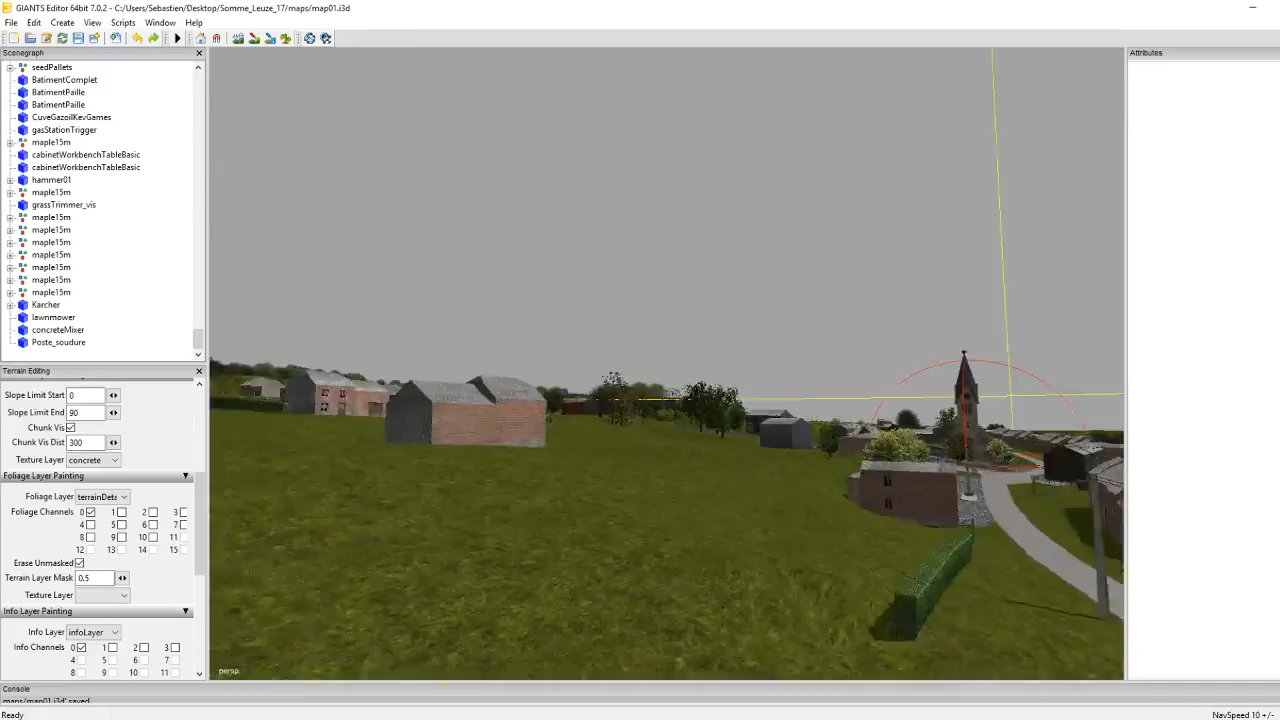 GIANTS Editor 64bit 7.0.2 - C:/Users/Sebastien/Desktop/Somme_Leuze_17/maps/map01.i3d
File Edit Create View Scripts Window Help
Scenegraph
seedPallets
BatimentComplet
BatimentPaille
BatimentPaille
CuveGazoilKevGames
gasStationTrigger
maple15m
cabinetWorkbenchTableBasic
cabinetWorkbenchTableBasic
hammer01
maple15m
grassTrimmer_vis
maple15m
maple15m
maple15m
maple15m
maple15m
maple15m
maple15m
Karcher
lawnmower
concreteMixer
Poste_soudure
Terrain Editing
Slope Limit Start 0
Slope Limit End 90
Chunk Vis
Chunk Vis Dist 300
Texture Layer concrete
Foliage Layer Painting
Foliage Layer terrainDeta
Foliage Channels 0 1 2 3
4 5 6 7
8 9 10 11
12 13 14 15
Erase Unmasked
Terrain Layer Mask 0.5
Texture Layer
Info Layer Painting
Info Layer infoLayer
Info Channels 0 1 2 3
4 5 6 7
8 9 10 11
persp
Attributes
Console
maps/map01.i3d' saved
Ready
NavSpeed 10 +/-